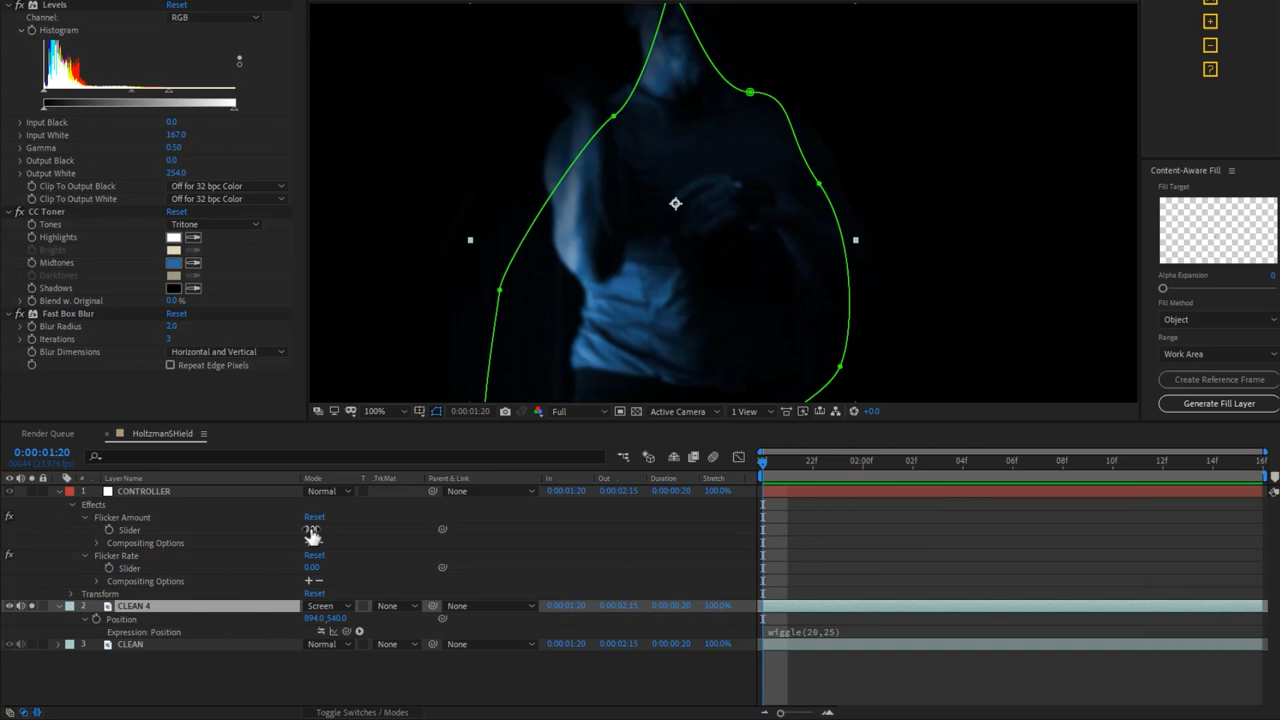 fx Levels Reset
Channel: RGB
Histogram
Input Black 0.0
Input White 167.0
Gamma 0.50
Output Black 0.0
Output White 254.0
Clip To Output Black Off for 32 bpc Color
Clip To Output White Off for 32 bpc Color
fx CC Toner Reset
Tones Tritone
Highlights
Brights
Midtones
Darktones
Shadows
Blend w. Original 0.0 %
fx Fast Box Blur Reset
Blur Radius 2.0
Iterations 3
Blur Dimensions Horizontal and Vertical
Repeat Edge Pixels
100% 0:00:01:20 Full Active Camera 1 View +0.0
Content-Aware Fill
Fill Target
Alpha Expansion 0
Fill Method
Object
Range
Work Area
Create Reference Frame
Generate Fill Layer
Render Queue × HoltzmanSHield
0:00:01:20
00044 (23.976 fps)
# Layer Name Mode T .TrkMat Parent & Link In Out Duration Stretch
22f 02:00f 04f 06f 08f 10f 12f 14f 16f
1 CONTROLLER Normal None 0:00:01:20 0:00:02:15 0:00:00:20 100.0%
Effects
fx Flicker Amount Reset
Slider
Compositing Options
fx Flicker Rate Reset
Slider 0.00
Compositing Options + −
Transform Reset
2 CLEAN 4 Screen None None 0:00:01:20 0:00:02:15 0:00:00:20 100.0%
Position 894.0,540.0
Expression: Position wiggle(20,25)
3 CLEAN Normal None None 0:00:01:20 0:00:02:15 0:00:00:20 100.0%
Toggle Switches / Modes